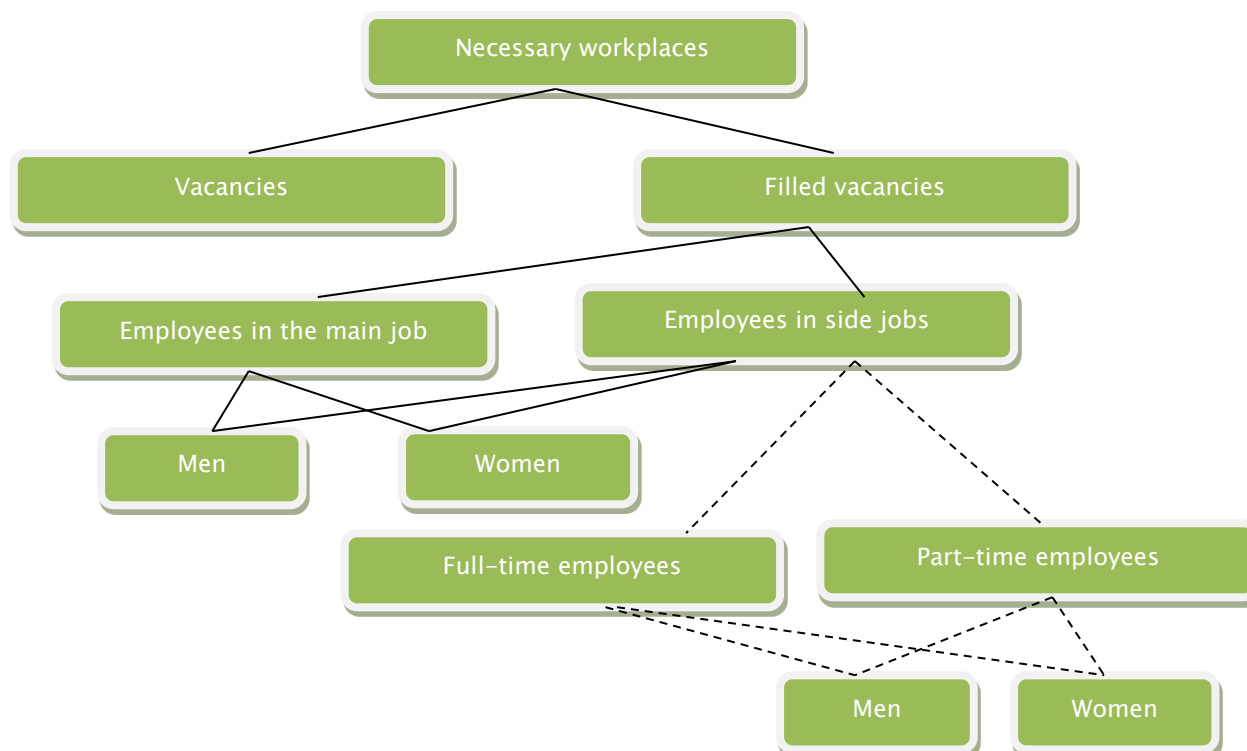 Necessary workplaces
Vacancies
Filled vacancies
Employees in the main job
Employees in side jobs
Men
Women
Full-time employees
Part-time employees
Men
Women